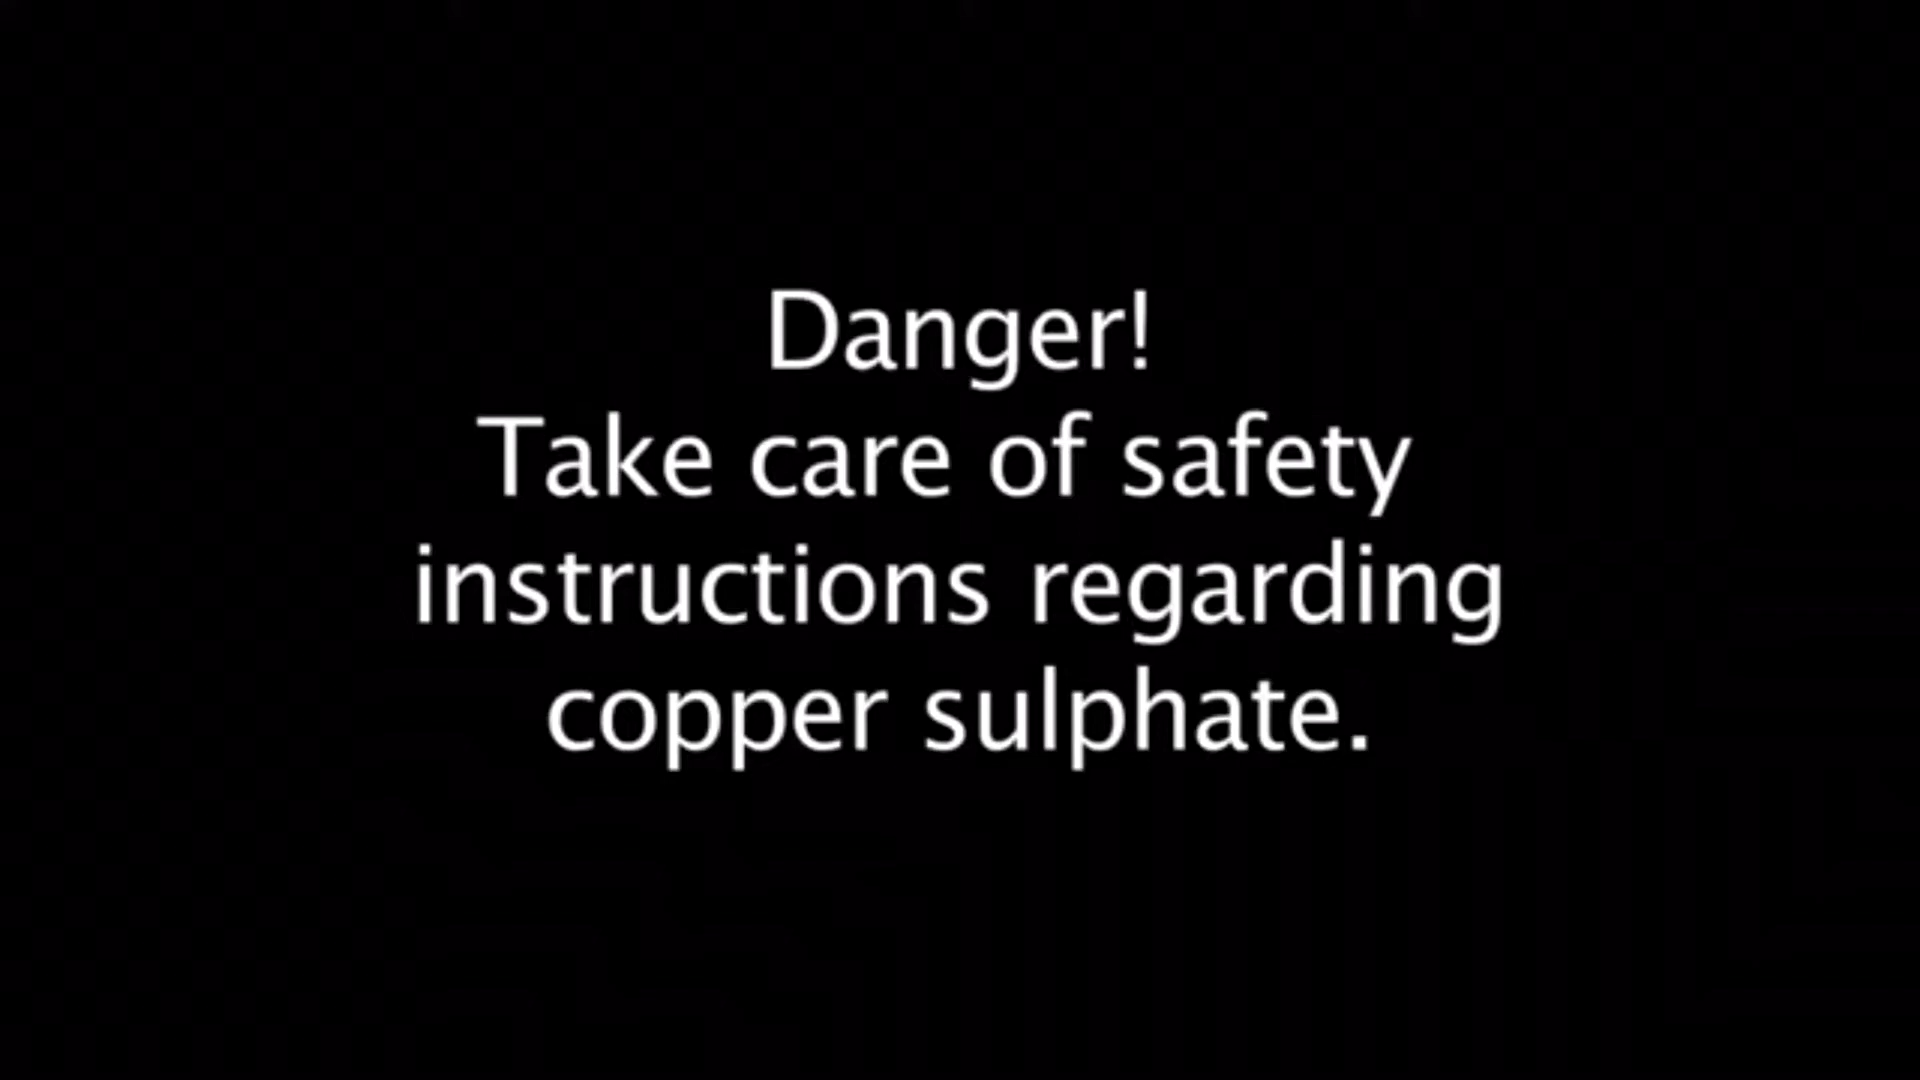 Danger!
Take care of safety
instructions regarding
copper sulphate.